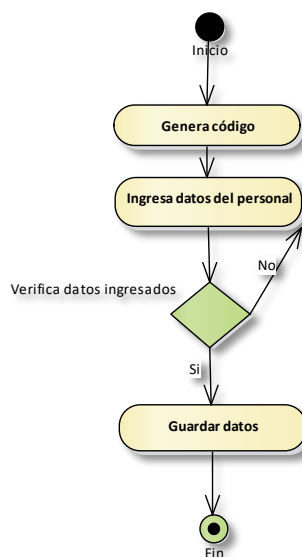 Inicio
Genera código
Ingresa datos del personal
No
Verifica datos ingresados
Si
Guardar datos
Fin